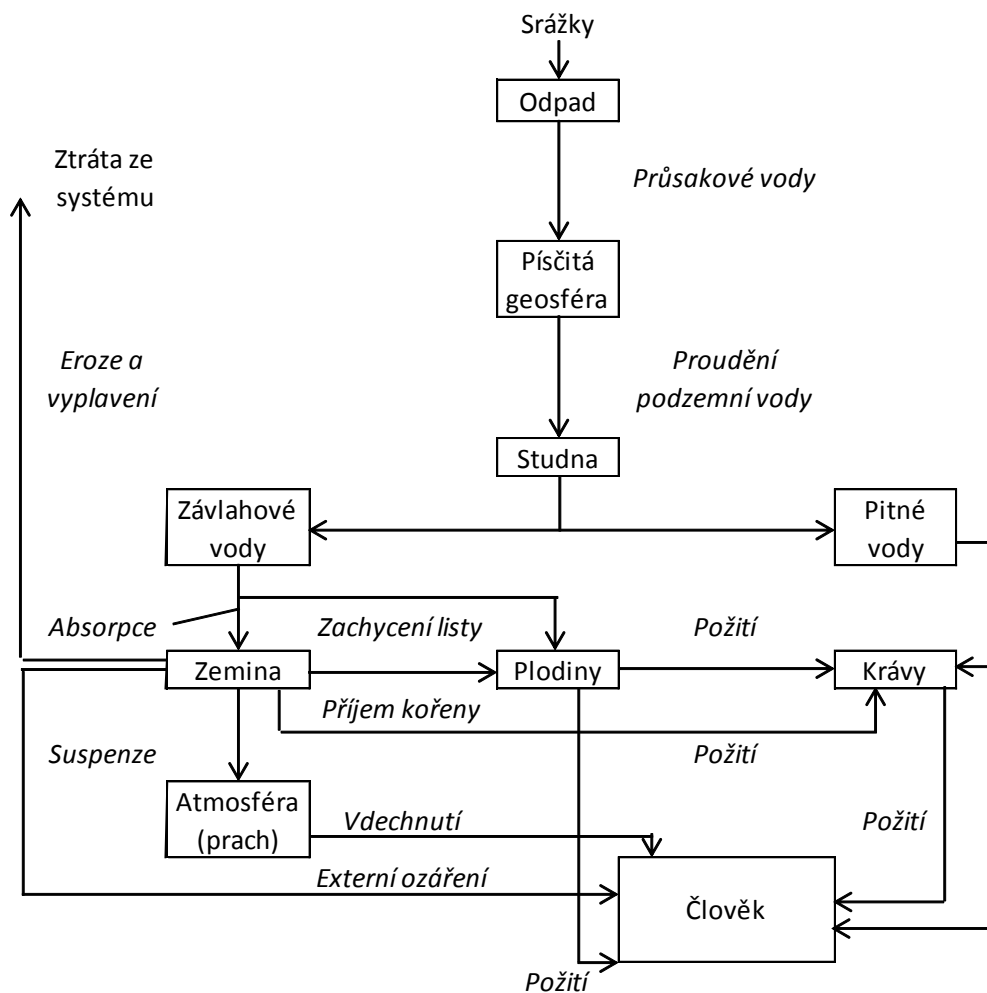 Srážky
Odpad
Ztráta ze
systému
Průsakové vody
Písčitá
geosféra
Eroze a
vyplavení
Proudění
podzemní vody
Studna
Závlahové
vody
Pitné
vody
Absorpce
Zachycení listy
Požití
Zemina
Plodiny
Krávy
Příjem kořeny
Suspenze
Požití
Atmosféra
(prach)
Vdechnutí
Požití
Externí ozáření
Člověk
Požití